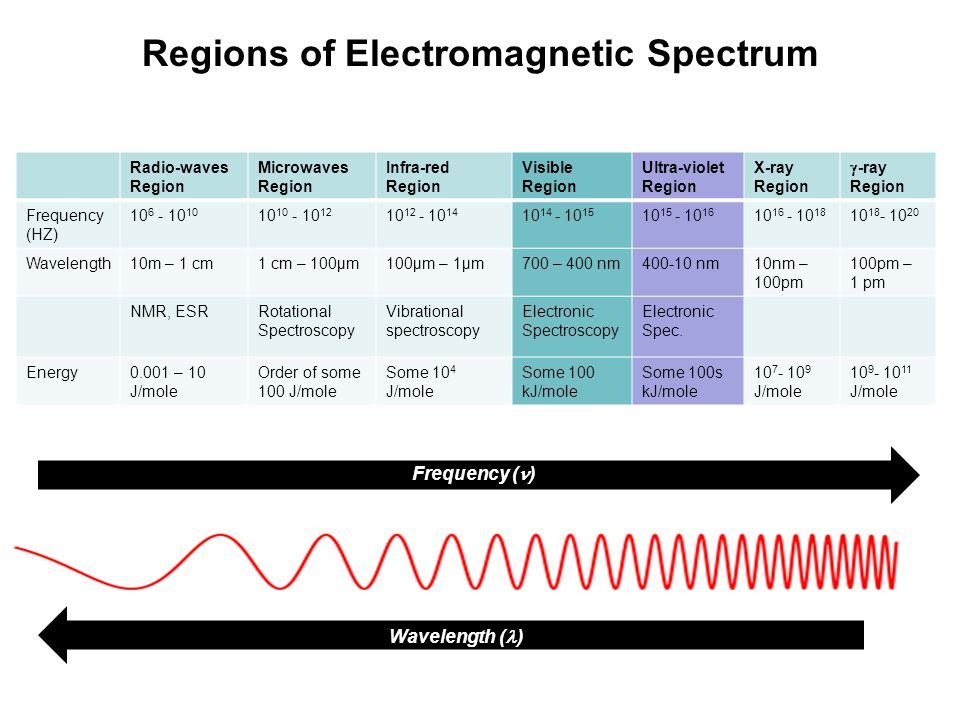 Regions of Electromagnetic Spectrum
Radio-waves Region Microwaves Region Infra-red Region Visible Region Ultra-violet Region X-ray Region γ-ray Region
Frequency (HZ) 10⁶ - 10¹⁰ 10¹⁰ - 10¹² 10¹² - 10¹⁴ 10¹⁴ - 10¹⁵ 10¹⁵ - 10¹⁶ 10¹⁶ - 10¹⁸ 10¹⁸- 10²⁰
Wavelength 10m – 1 cm 1 cm – 100µm 100µm – 1µm 700 – 400 nm 400-10 nm 10nm – 100pm 100pm – 1 pm
NMR, ESR Rotational Spectroscopy Vibrational spectroscopy Electronic Spectroscopy Electronic Spec.
Energy 0.001 – 10 J/mole Order of some 100 J/mole Some 10⁴ J/mole Some 100 kJ/mole Some 100s kJ/mole 10⁷- 10⁹ J/mole 10⁹- 10¹¹ J/mole
Frequency (ν)
Wavelength (λ)